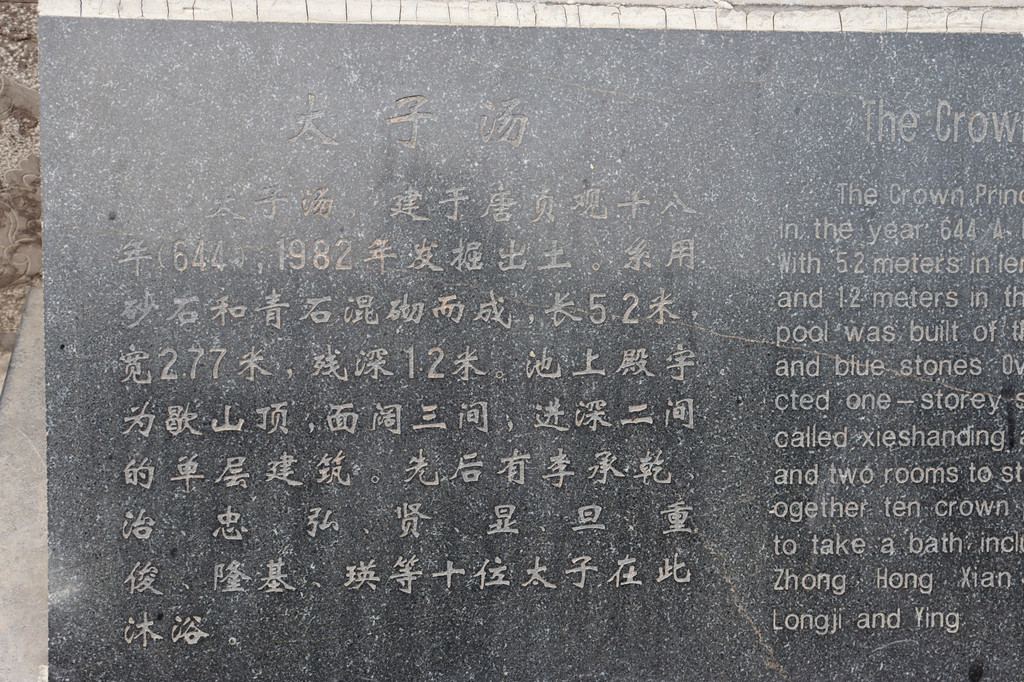 太子汤
太子汤，建于唐贞观十八
年(644)，1982年发掘出土。系用
砂石和青石混砌而成，长5.2米，
宽2.77米，残深1.2米。池上殿宇
为歇山顶，面阔三间，进深二间
的单层建筑。先后有李承乾、
治、忠、弘、贤、显、旦、重
俊、隆基、瑛等十位太子在此
沐浴。
The Crow
The Crown Princ
in the year 644 A
With 5.2 meters in len
and 1.2 meters in th
pool was built of th
and blue stones Ov
cted one-storey s
called xieshanding,
and two rooms to st
ogether ten crown
to take a bath inclu
Zhong Hong Xian
Longji and Ying.